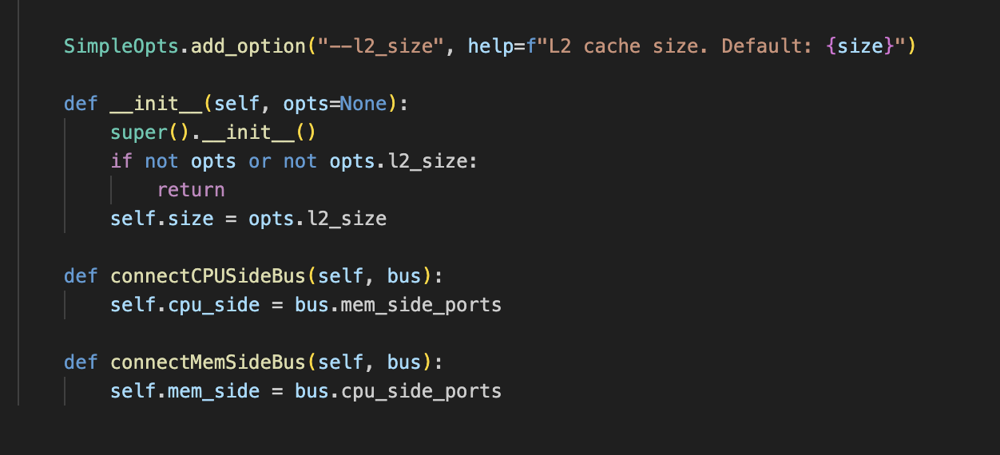 SimpleOpts.add_option("--l2_size", help=f"L2 cache size. Default: {size}")
def __init__(self, opts=None):
super().__init__()
if not opts or not opts.l2_size:
return
self.size = opts.l2_size
def connectCPUSideBus(self, bus):
self.cpu_side = bus.mem_side_ports
def connectMemSideBus(self, bus):
self.mem_side = bus.cpu_side_ports